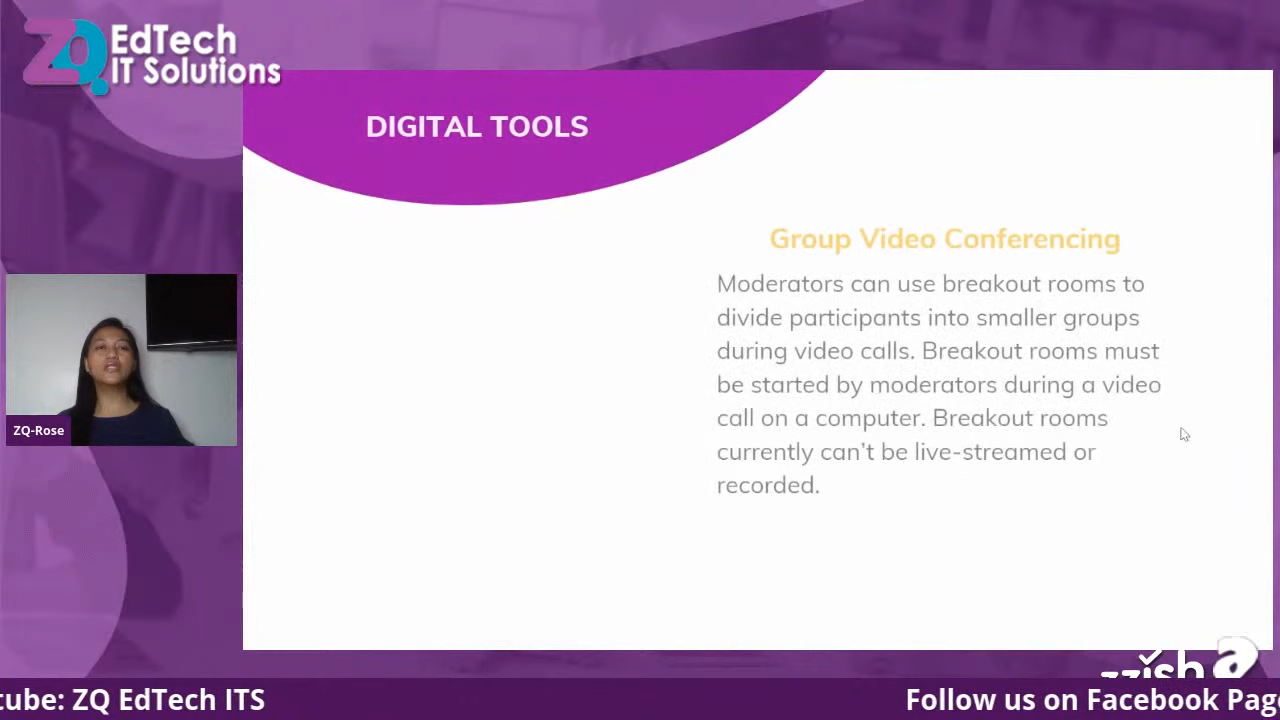 ZQ EdTech
IT Solutions
DIGITAL TOOLS
Group Video Conferencing
Moderators can use breakout rooms to
divide participants into smaller groups
during video calls. Breakout rooms must
be started by moderators during a video
call on a computer. Breakout rooms
currently can’t be live-streamed or
recorded.
ZQ-Rose
zzish a
tube: ZQ EdTech ITS
Follow us on Facebook Page